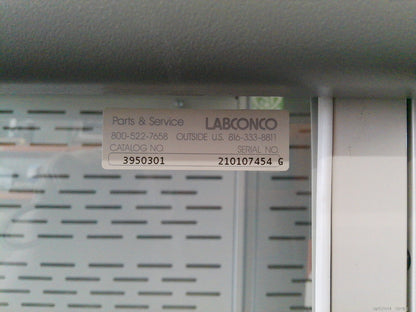 Parts & Service LABCONCO
800-522-7658 OUTSIDE U.S. 816-333-8811
CATALOG NO. SERIAL NO.
3950301 210107454 G